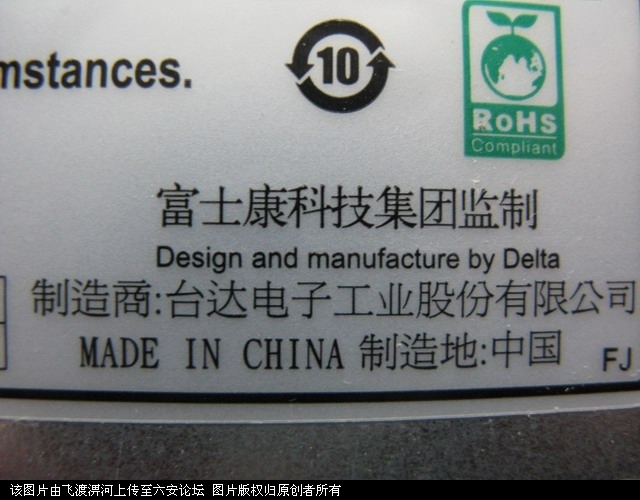 mstances.
10
RoHS
Compliant
富士康科技集团监制
Design and manufacture by Delta
制造商:台达电子工业股份有限公司
MADE IN CHINA 制造地:中国
FJ
该图片由飞渡淠河上传至六安论坛 图片版权归原创者所有